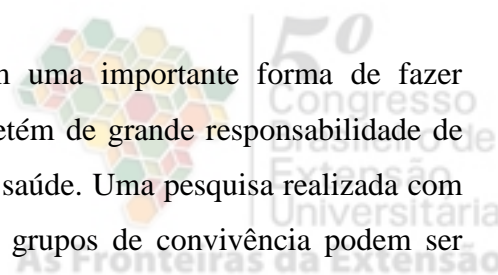 uma importante forma de fazer
5º
Congresso
etém de grande responsabilidade de
Brasileiro de
saúde. Uma pesquisa realizada com
Extensão
Universitária
grupos de convivência podem ser
As Fronteiras da Extensão